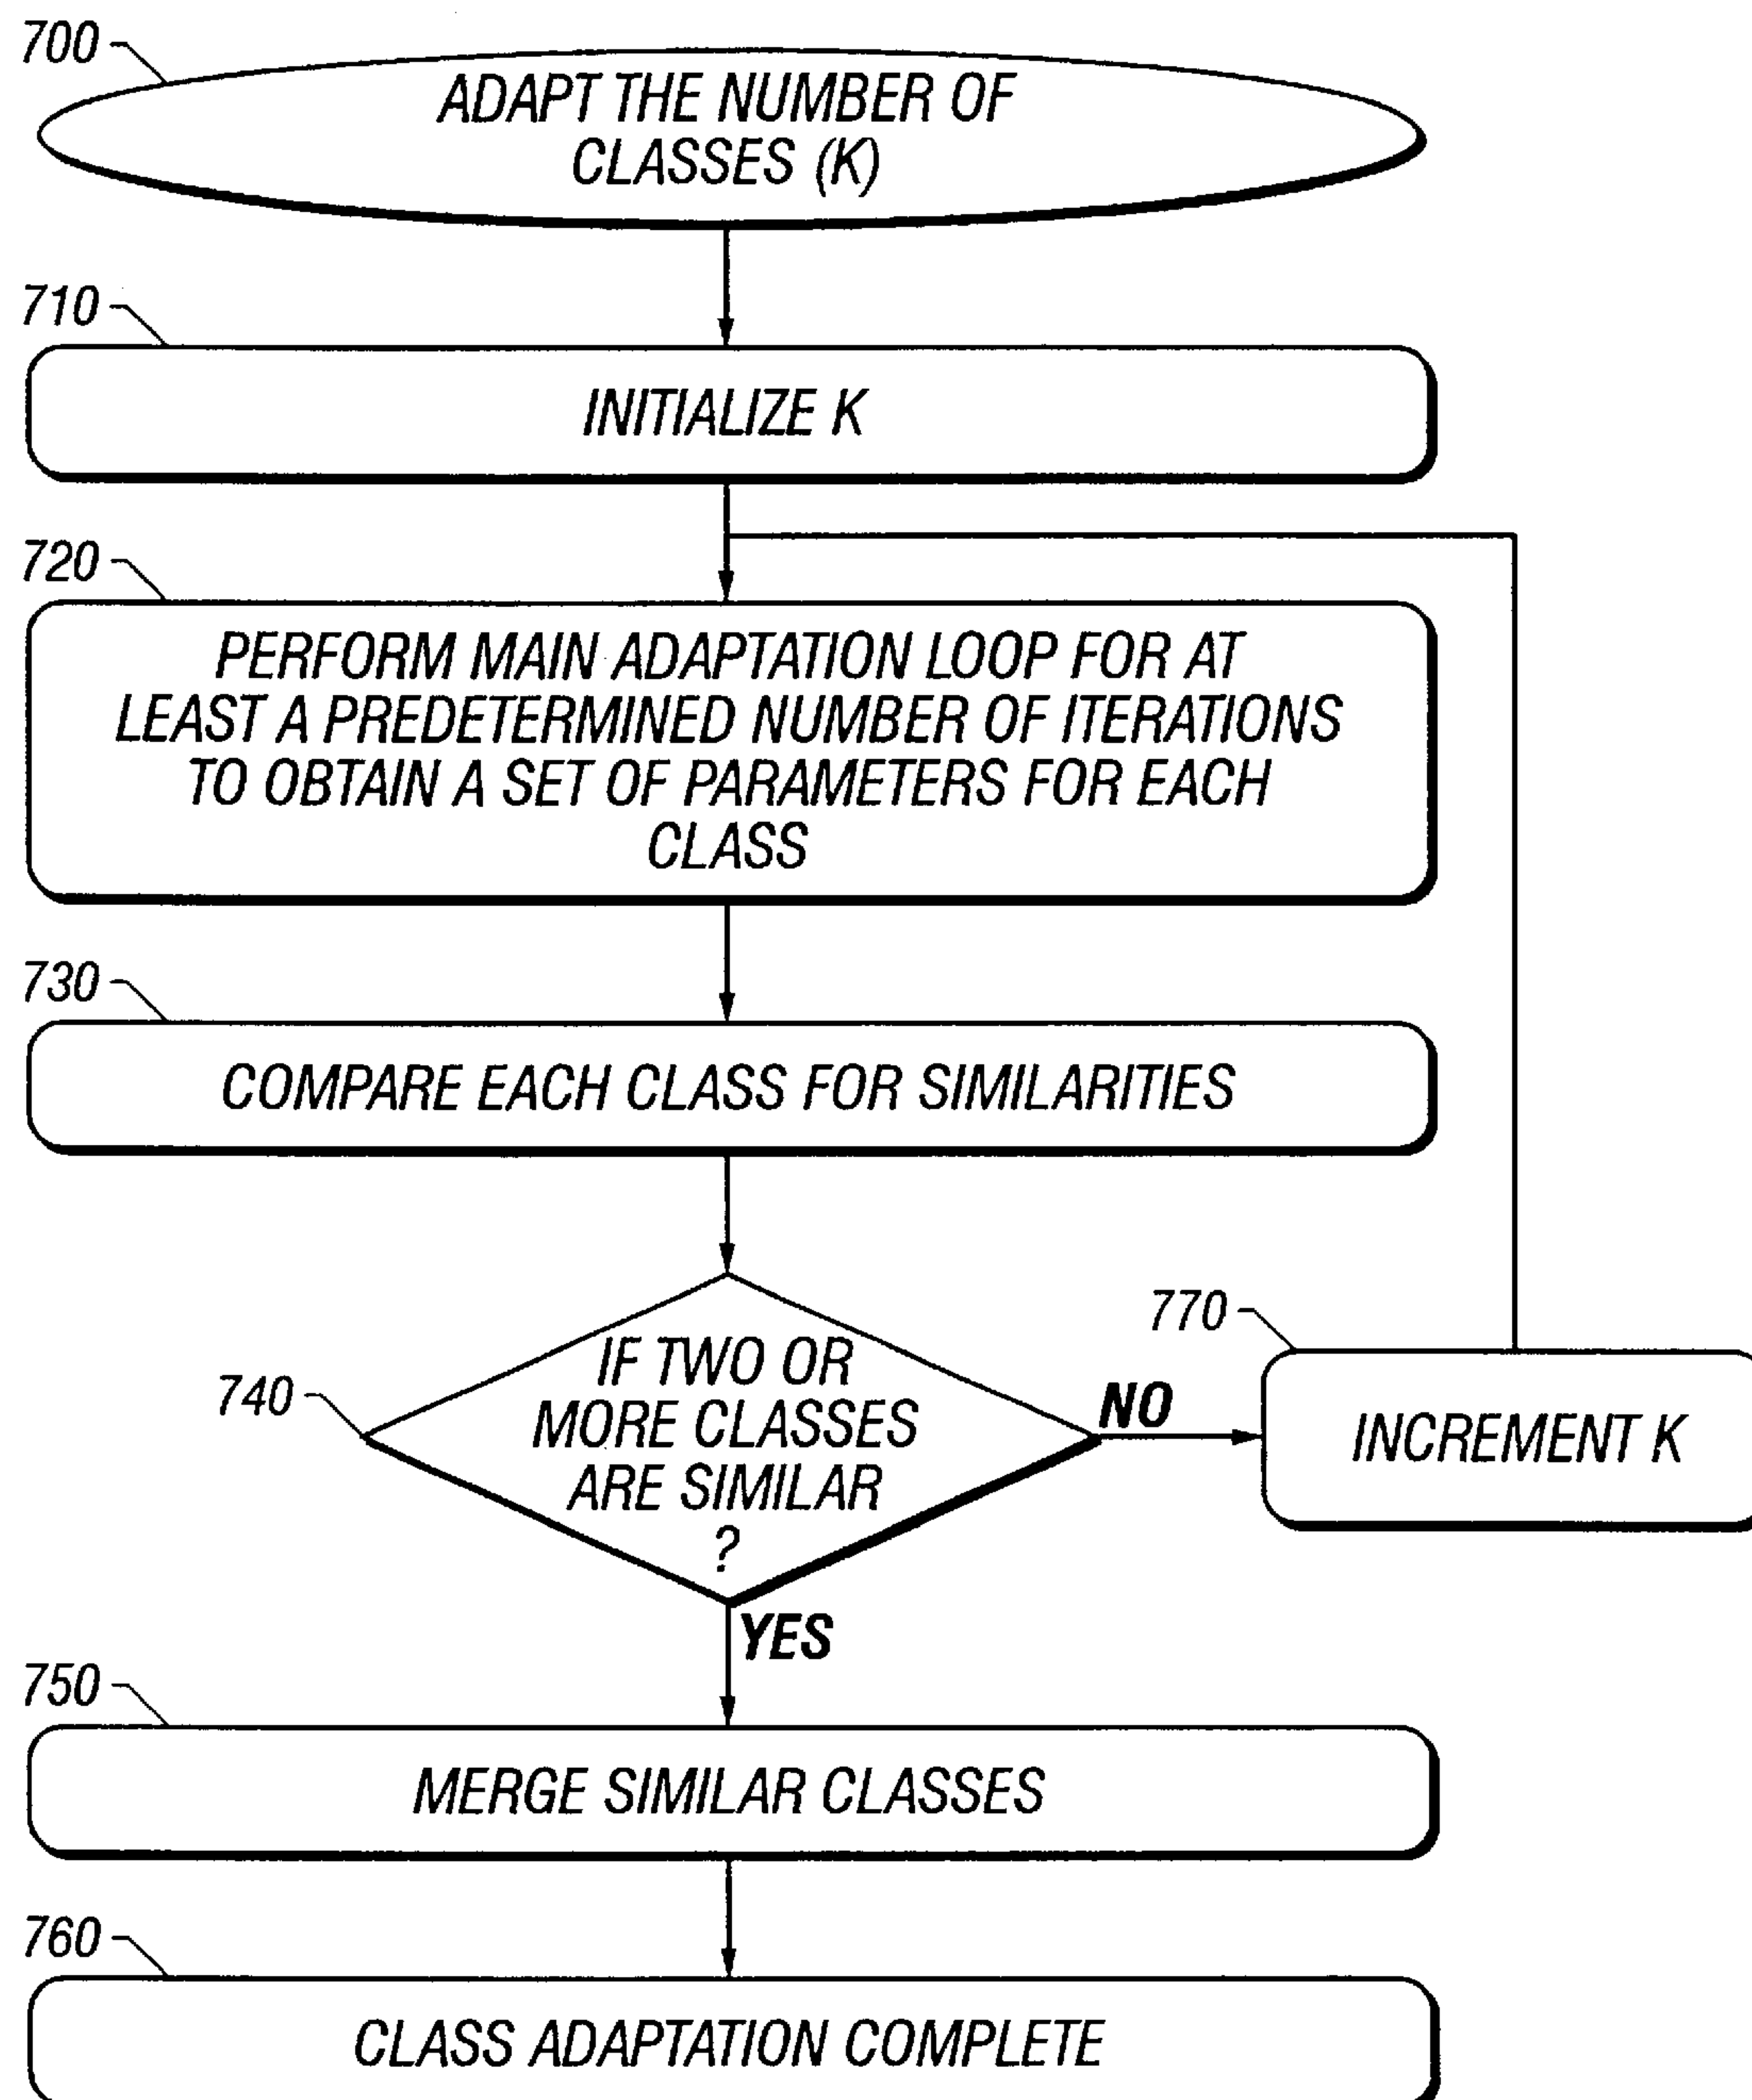 700
ADAPT THE NUMBER OF
CLASSES (K)
710
INITIALIZE K
720
PERFORM MAIN ADAPTATION LOOP FOR AT
LEAST A PREDETERMINED NUMBER OF ITERATIONS
TO OBTAIN A SET OF PARAMETERS FOR EACH
CLASS
730
COMPARE EACH CLASS FOR SIMILARITIES
740
IF TWO OR
MORE CLASSES
ARE SIMILAR
?
NO
770
INCREMENT K
YES
750
MERGE SIMILAR CLASSES
760
CLASS ADAPTATION COMPLETE